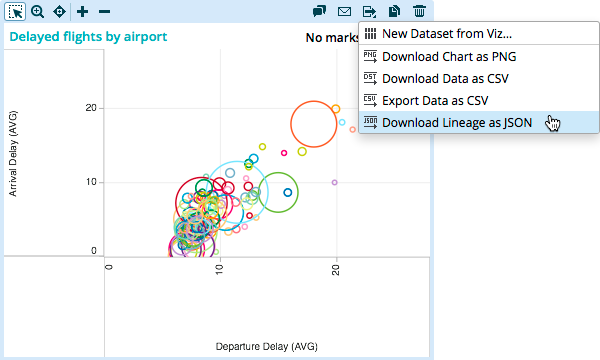 Delayed flights by airport
No marks
New Dataset from Viz...
PNG Download Chart as PNG
DST Download Data as CSV
CSV Export Data as CSV
JSON Download Lineage as JSON
Arrival Delay (AVG)
20
10
0
0
10
20
Departure Delay (AVG)